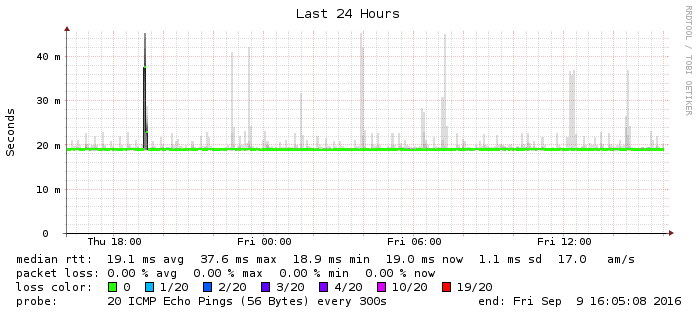 Last 24 Hours
RRDTOOL / TOBI OETIKER
Seconds
40 m
30 m
20 m
10 m
0
Thu 18:00 Fri 00:00 Fri 06:00 Fri 12:00
median rtt: 19.1 ms avg 37.6 ms max 18.9 ms min 19.0 ms now 1.1 ms sd 17.0 am/s
packet loss: 0.00 % avg 0.00 % max 0.00 % min 0.00 % now
loss color: 0 1/20 2/20 3/20 4/20 10/20 19/20
probe: 20 ICMP Echo Pings (56 Bytes) every 300s end: Fri Sep 9 16:05:08 2016